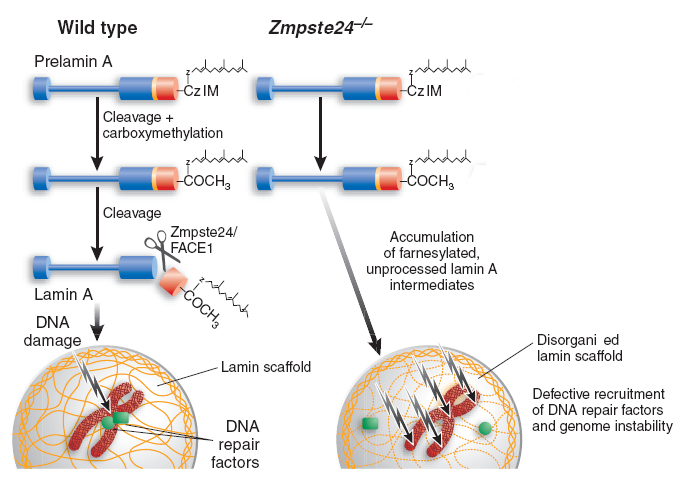 Wild type
Zmpste24–/–
Prelamin A
z
CzIM
z
CzIM
Cleavage +
carboxymethylation
z
COCH3
z
COCH3
Cleavage
Zmpste24/
FACE1
z
COCH3
Lamin A
Accumulation
of farnesylated,
unprocessed lamin A
intermediates
DNA
damage
Lamin scaffold
DNA
repair
factors
Disorgani ed
lamin scaffold
Defective recruitment
of DNA repair factors
and genome instability